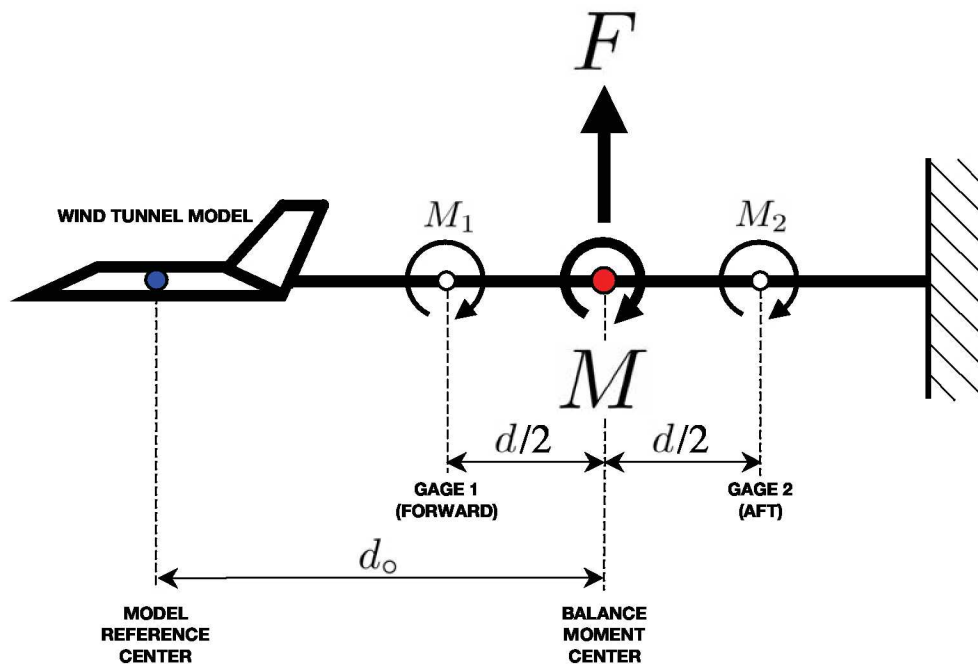 F
WIND TUNNEL MODEL
M₁
M₂
M
d/2
d/2
GAGE 1
(FORWARD)
GAGE 2
(AFT)
d∘
MODEL
REFERENCE
CENTER
BALANCE
MOMENT
CENTER